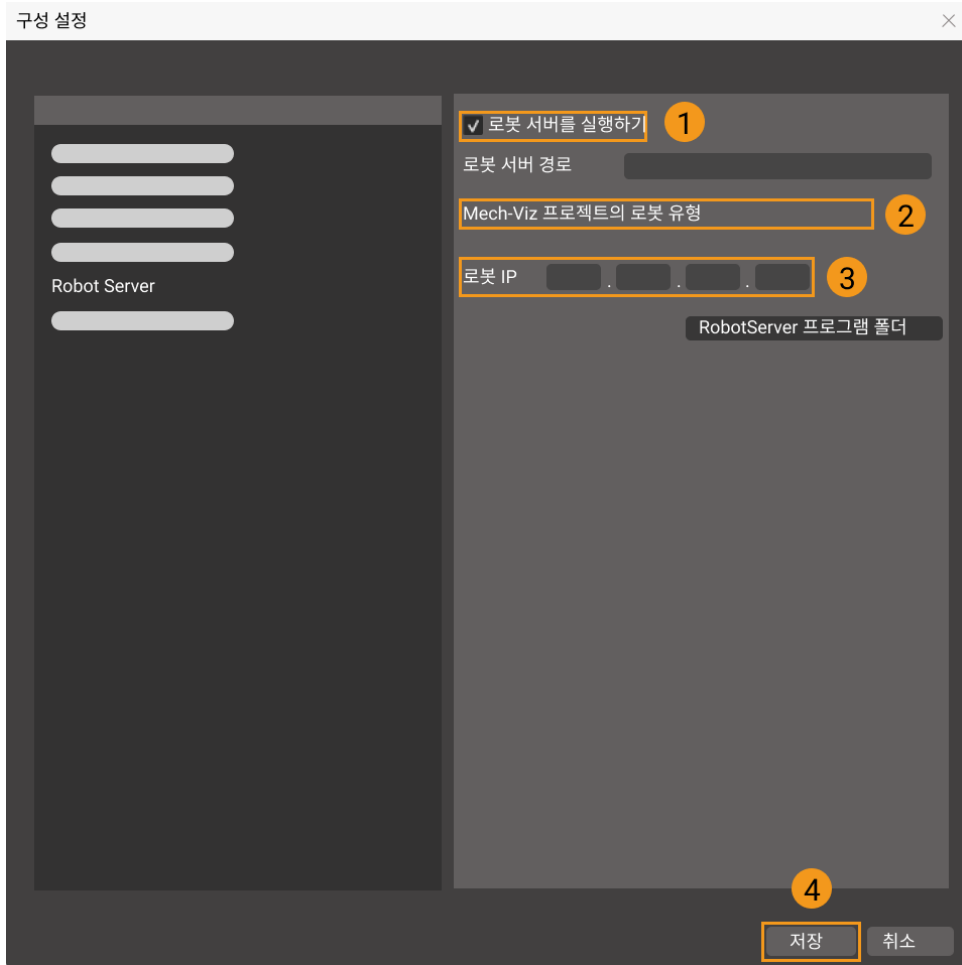 구성 설정
로봇 서버를 실행하기
1
로봇 서버 경로
Mech-Viz 프로젝트의 로봇 유형
2
로봇 IP . . .
3
Robot Server
RobotServer 프로그램 폴더
4
저장
취소